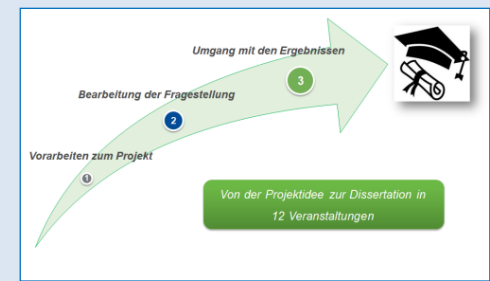 Umgang mit den Ergebnissen
3
Bearbeitung der Fragestellung
2
Vorarbeiten zum Projekt
1
Von der Projektidee zur Dissertation in
12 Veranstaltungen